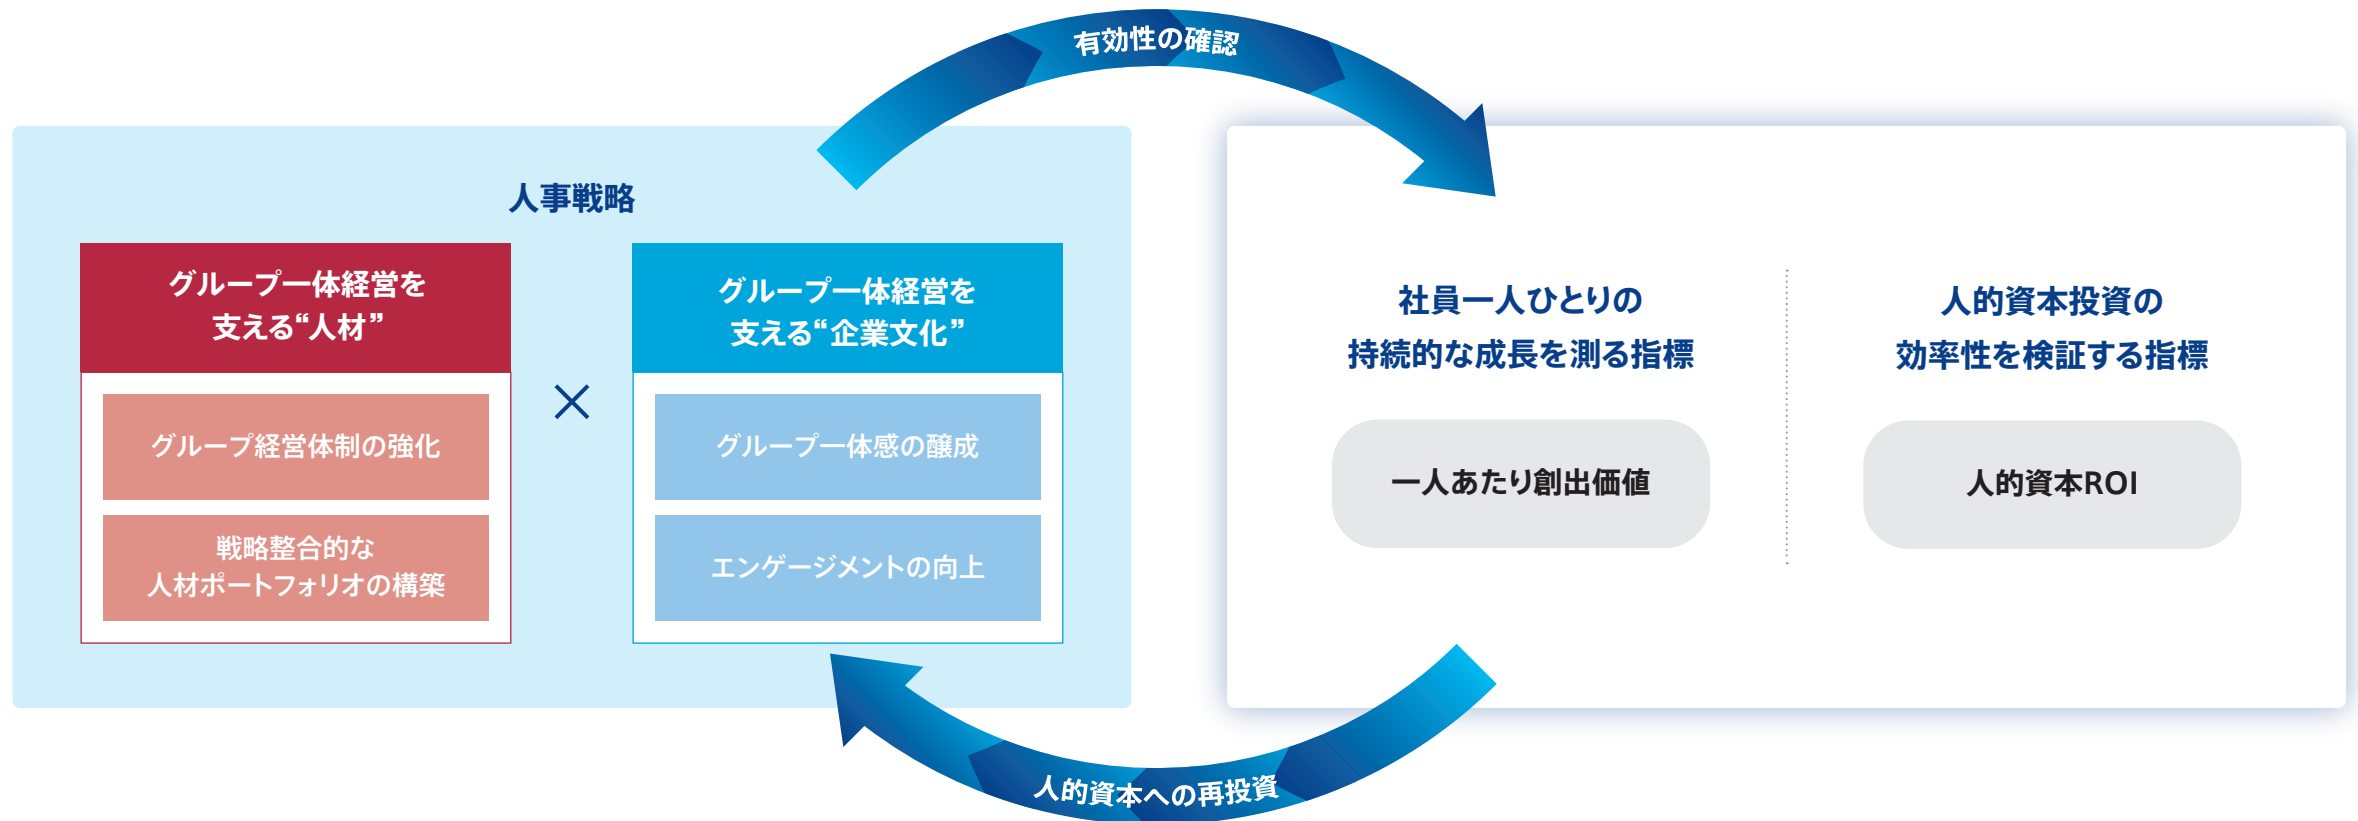 有効性の確認
人事戦略
グループ一体経営を
支える“人材”
グループ経営体制の強化
戦略整合的な
人材ポートフォリオの構築
×
グループ一体経営を
支える“企業文化”
グループ一体感の醸成
エンゲージメントの向上
社員一人ひとりの
持続的な成長を測る指標
一人あたり創出価値
人的資本投資の
効率性を検証する指標
人的資本ROI
人的資本への再投資